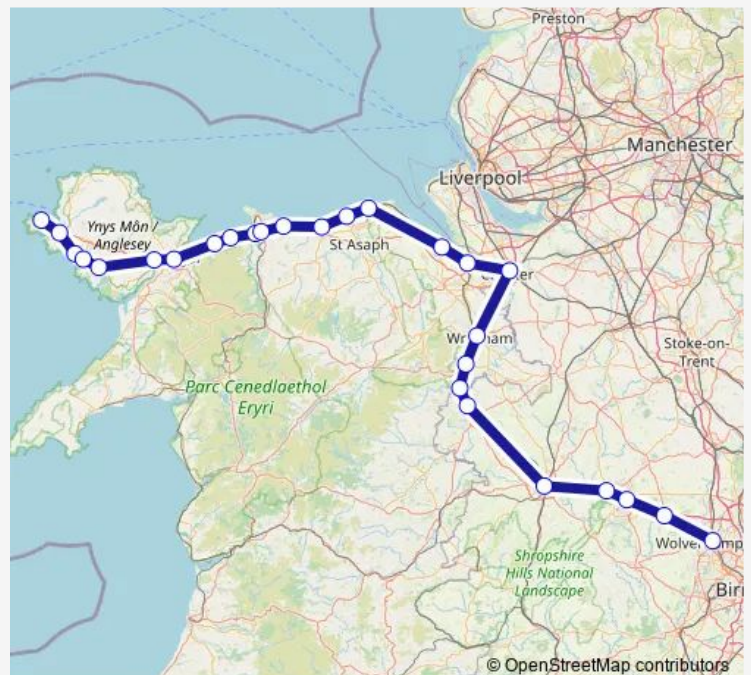 Preston
Manchester
Liverpool
Ynys Môn /
Anglesey
St Asaph
Stoke-on-
Trent
Parc Cenedlaethol
Eryri
Shropshire
Hills National
Landscape
© OpenStreetMap contributors